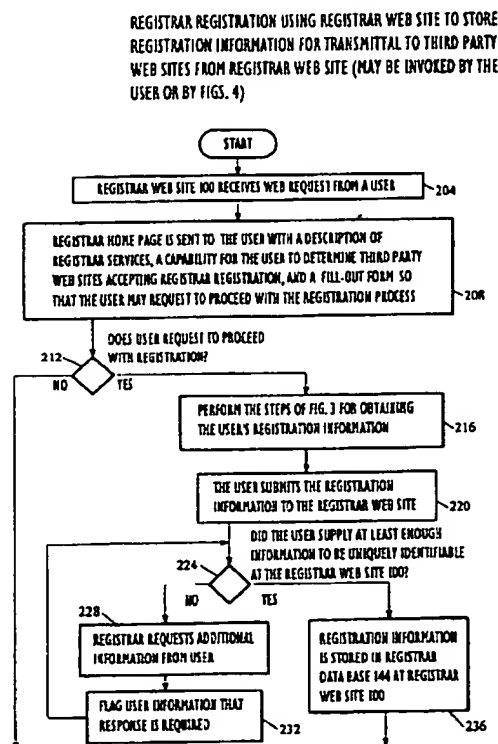 REGISTRAR REGISTRATION USING REGISTRAR WEB SITE TO STORE
REGISTRATION INFORMATION FOR TRANSMITTAL TO THIRD PARTY
WEB SITES FROM REGISTRAR WEB SITE (MAY BE INVOKED BY THE
USER OR BY FIGS. 4)
START
REGISTRAR WEB SITE 100 RECEIVES WEB REQUEST FROM A USER
204
REGISTRAR HOME PAGE IS SENT TO THE USER WITH A DESCRIPTION OF
REGISTRAR SERVICES, A CAPABILITY FOR THE USER TO DETERMINE THIRD PARTY
WEB SITES ACCEPTING REGISTRAR REGISTRATION, AND A FILL-OUT FORM SO
THAT THE USER MAY REQUEST TO PROCEED WITH THE REGISTRATION PROCESS
208
DOES USER REQUEST TO PROCEED
WITH REGISTRATION?
212
NO
YES
PERFORM THE STEPS OF FIG. 3 FOR OBTAINING
THE USER'S REGISTRATION INFORMATION
216
THE USER SUBMITS THE REGISTRATION
INFORMATION TO THE REGISTRAR WEB SITE
220
DID THE USER SUPPLY AT LEAST ENOUGH
INFORMATION TO BE UNIQUELY IDENTIFIABLE
AT THE REGISTRAR WEB SITE 100?
224
NO
YES
228
REGISTRAR REQUESTS ADDITIONAL
INFORMATION FROM USER
FLAG USER INFORMATION THAT
RESPONSE IS REQUIRED
232
REGISTRATION INFORMATION
IS STORED IN REGISTRAR
DATA BASE 144 AT REGISTRAR
WEB SITE 100
236